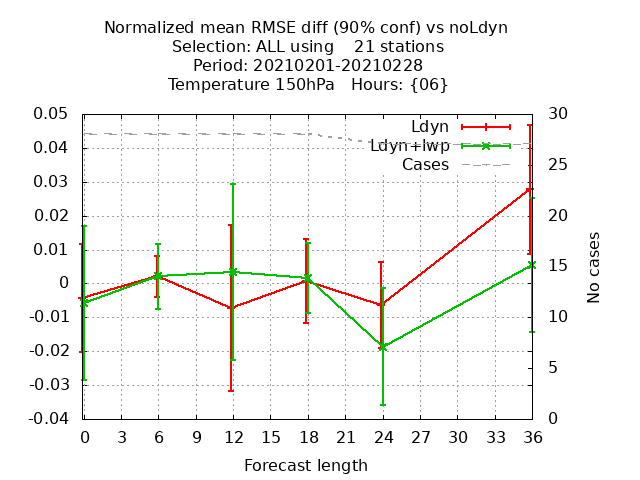 Normalized mean RMSE diff (90% conf) vs noLdyn
Selection: ALL using 21 stations
Period: 20210201-20210228
Temperature 150hPa Hours: {06}
0.05
0.04
0.03
0.02
0.01
0
-0.01
-0.02
-0.03
-0.04
30
25
20
15
10
5
0
Ldyn
Ldyn+lwp
Cases
No cases
0 3 6 9 12 15 18 21 24 27 30 33 36
Forecast length